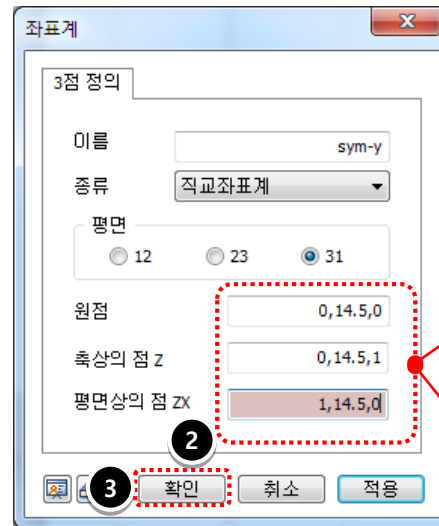 좌표계
3점 정의
이름 sym-y
종류 직교좌표계
평면
12 23 31
원점 0,14.5,0
축상의 점 Z 0,14.5,1
평면상의 점 ZX 1,14.5,0
2
3 확인 취소 적용